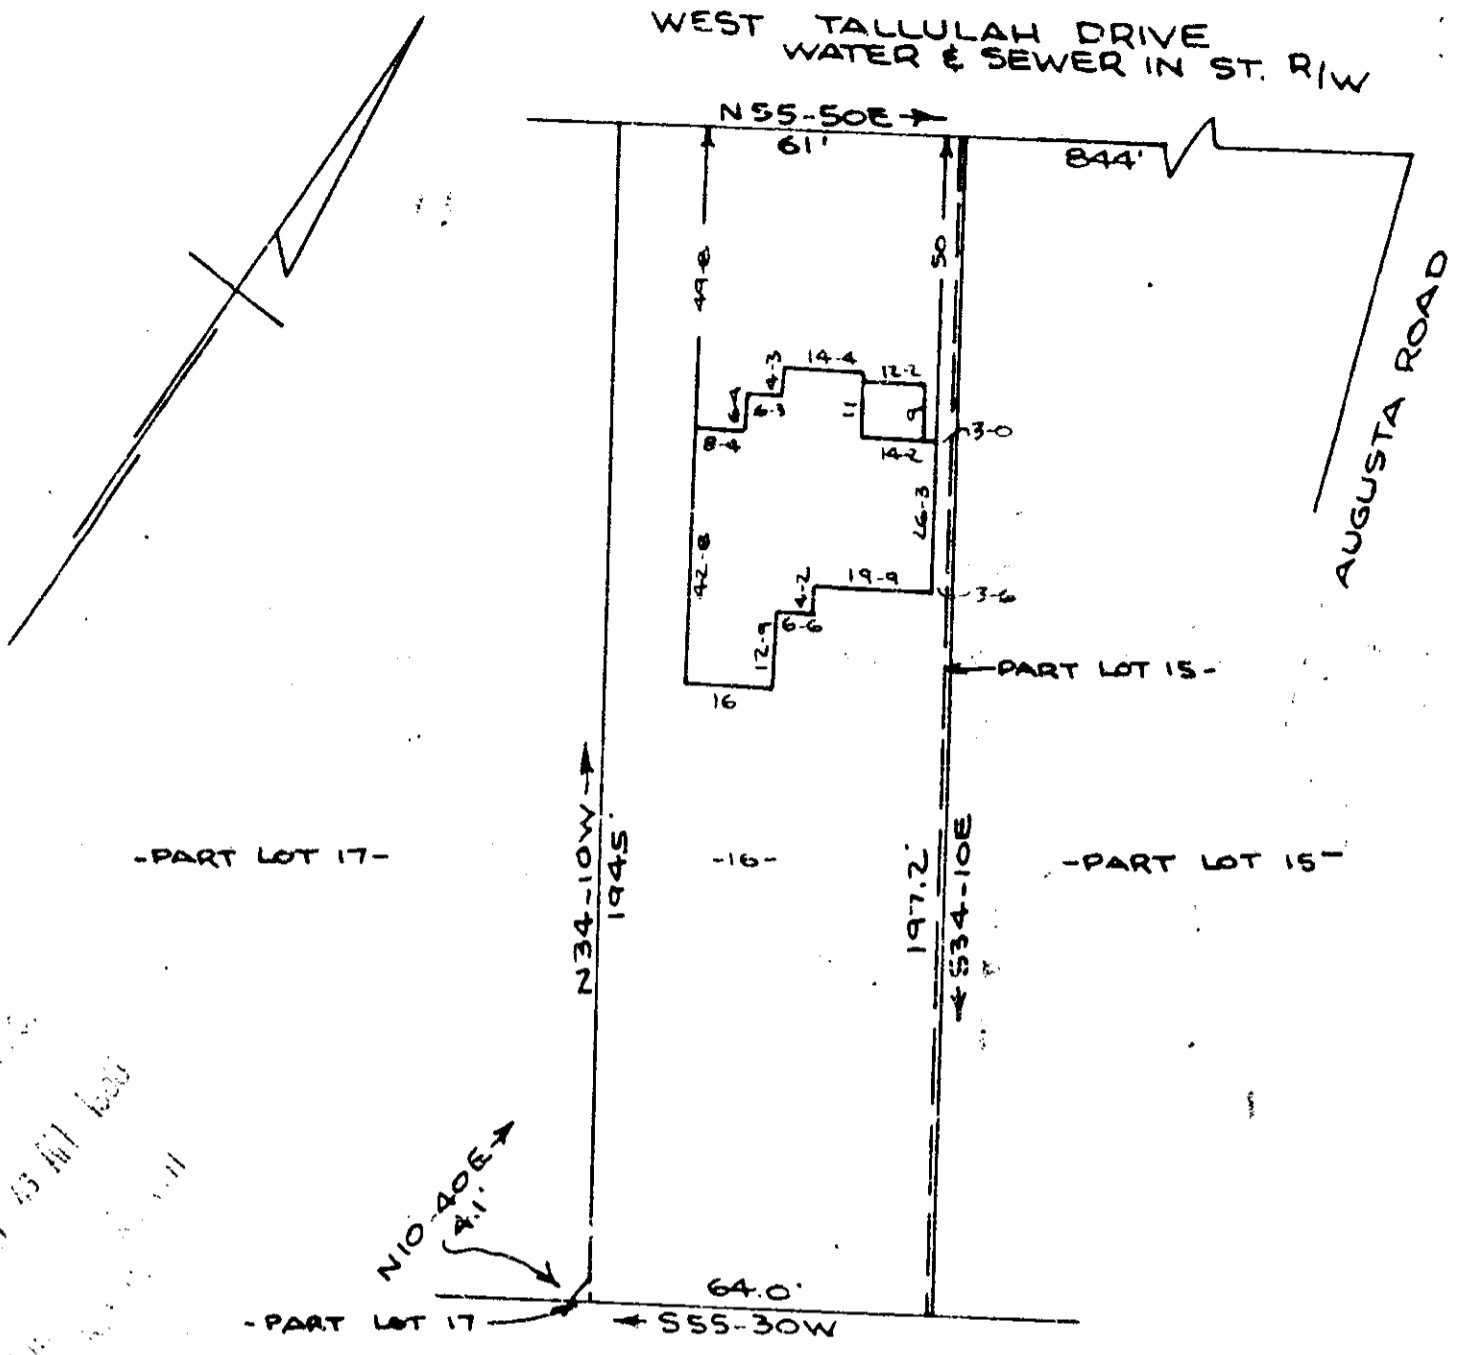 WEST TALLULAH DRIVE
WATER & SEWER IN ST. R/W
N55-50E
61'
844'
AUGUSTA ROAD
49-8
50
14-4
12-2
4-3
6-3
8-4
11
9
14-2
3-0
26-3
42-8
19-9
4-2
6-6
3-6
12-9
16
PART LOT 15-
-PART LOT 17-
N34-10W
194.5'
-16-
197.2'
S34-10E
-PART LOT 15-
N10-40E
4.1'
64.0'
-PART LOT 17
S55-30W